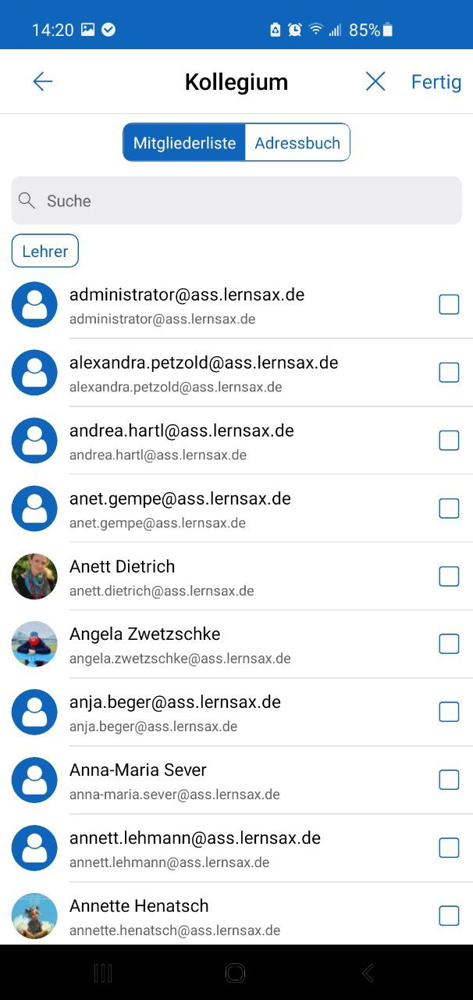 14:20 85%
Kollegium Fertig
Mitgliederliste Adressbuch
Suche
Lehrer
administrator@ass.lernsax.de
administrator@ass.lernsax.de
alexandra.petzold@ass.lernsax.de
alexandra.petzold@ass.lernsax.de
andrea.hartl@ass.lernsax.de
andrea.hartl@ass.lernsax.de
anet.gempe@ass.lernsax.de
anet.gempe@ass.lernsax.de
Anett Dietrich
anett.dietrich@ass.lernsax.de
Angela Zwetzschke
angela.zwetzschke@ass.lernsax.de
anja.beger@ass.lernsax.de
anja.beger@ass.lernsax.de
Anna-Maria Sever
anna-maria.sever@ass.lernsax.de
annett.lehmann@ass.lernsax.de
annett.lehmann@ass.lernsax.de
Annette Henatsch
annette.henatsch@ass.lernsax.de